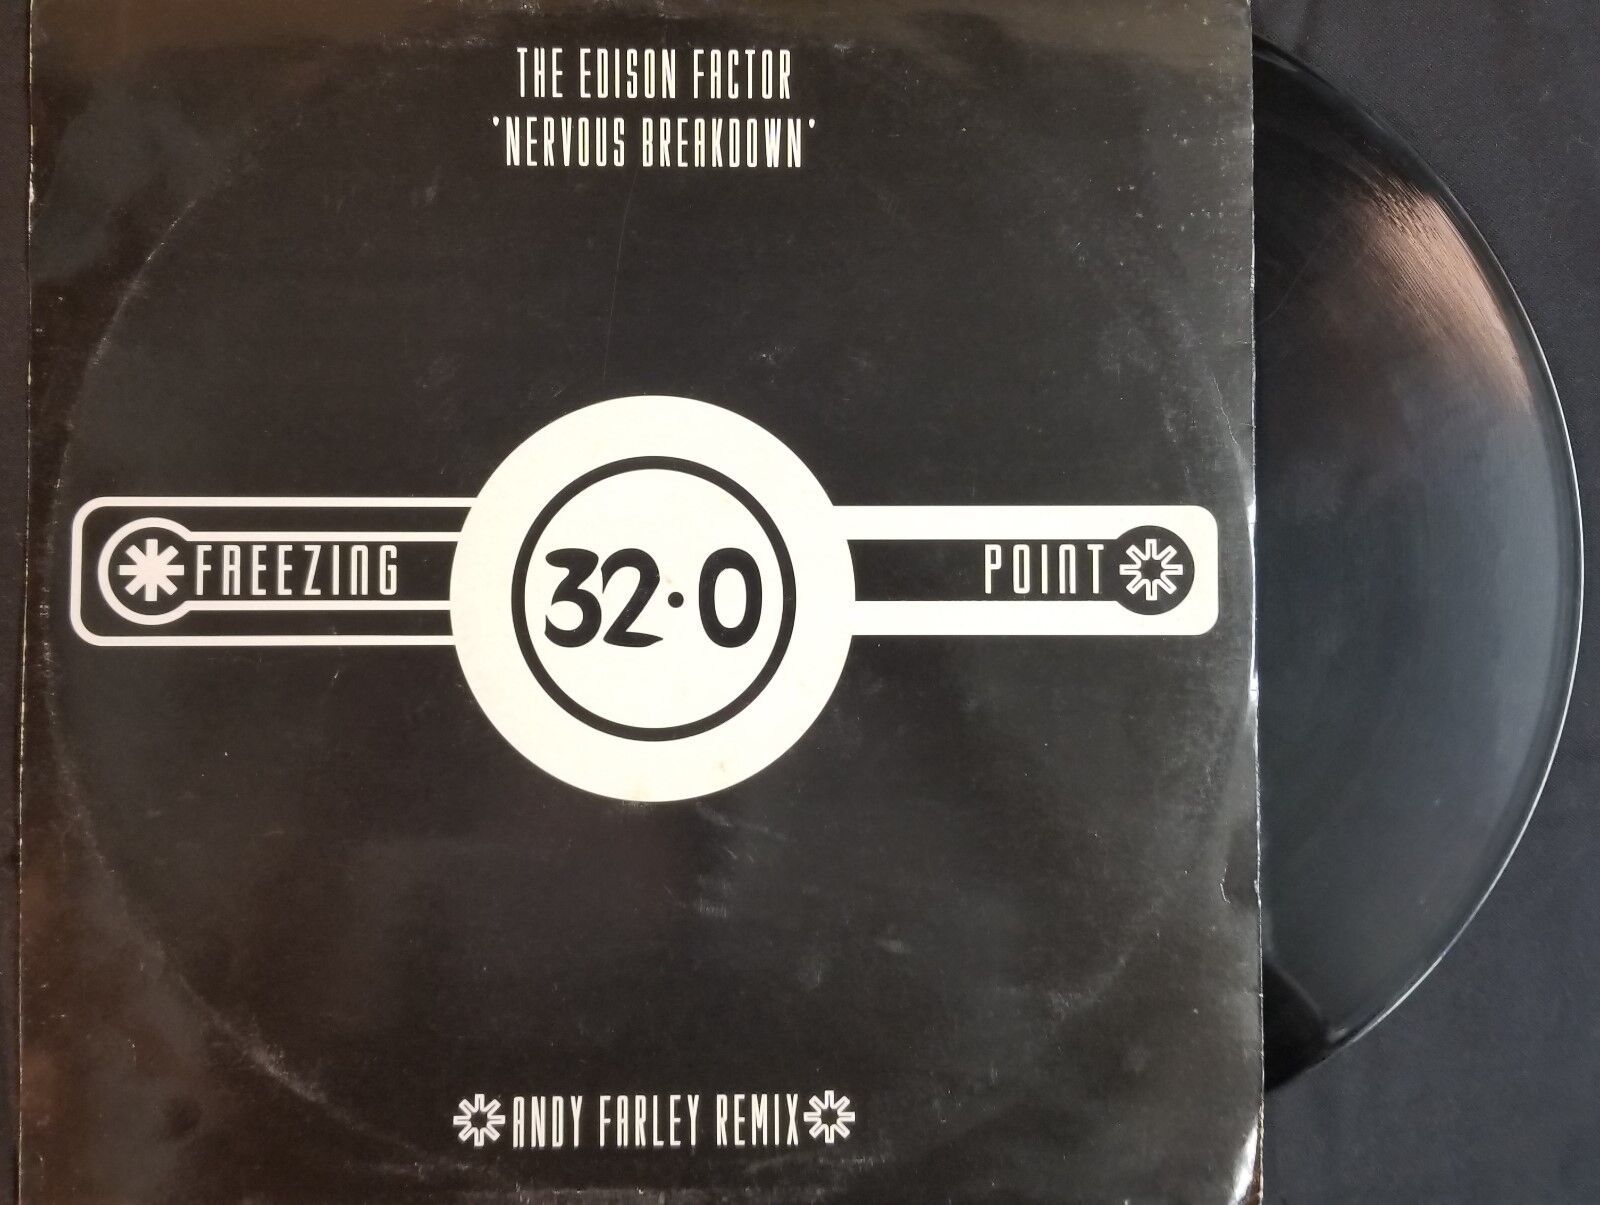 THE EDISON FACTOR
'NERVOUS BREAKDOWN'
FREEZING 32·0 POINT
ANDY FARLEY REMIX